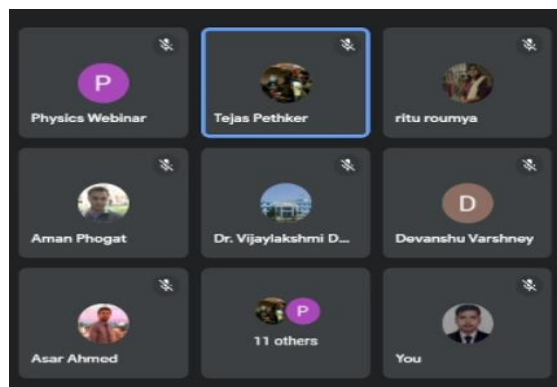 P
Physics Webinar
Tejas Pethker
ritu roumya
Aman Phogat
Dr. Vijaylakshmi D...
D
Devanshu Varshney
Asar Ahmed
P
11 others
You